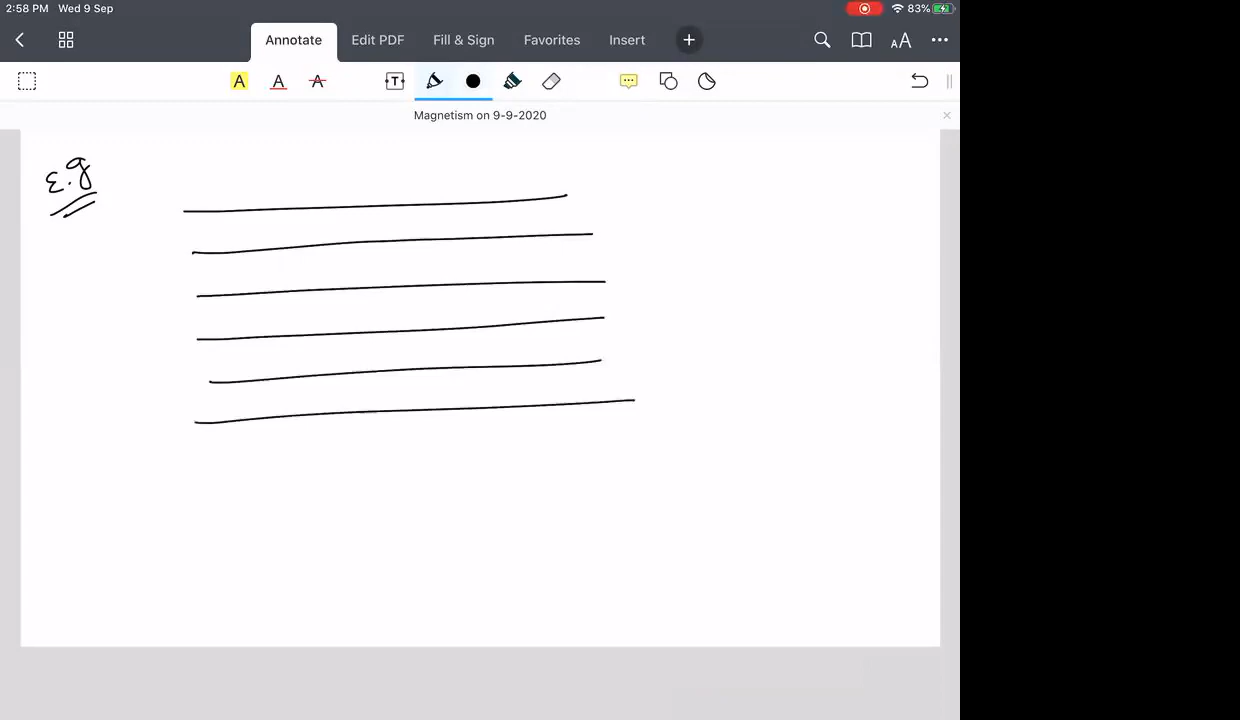 2:58 PM Wed 9 Sep 83%
Annotate Edit PDF Fill & Sign Favorites Insert
A A A T AA
Magnetism on 9-9-2020
E.g